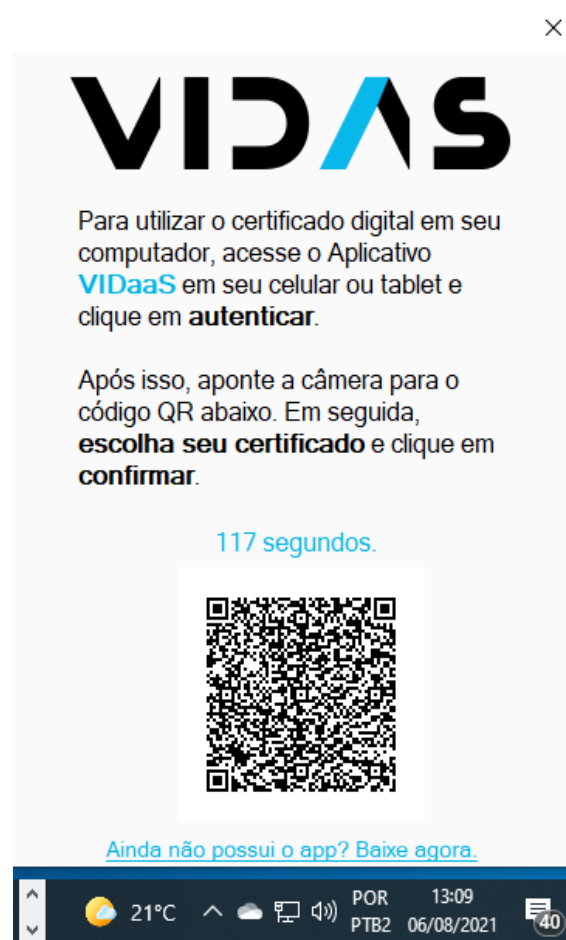 VIDAS
Para utilizar o certificado digital em seu
computador, acesse o Aplicativo
VIDaaS em seu celular ou tablet e
clique em autenticar.
Após isso, aponte a câmera para o
código QR abaixo. Em seguida,
escolha seu certificado e clique em
confirmar.
117 segundos.
Ainda não possui o app? Baixe agora.
21°C
POR
PTB2
13:09
06/08/2021
40